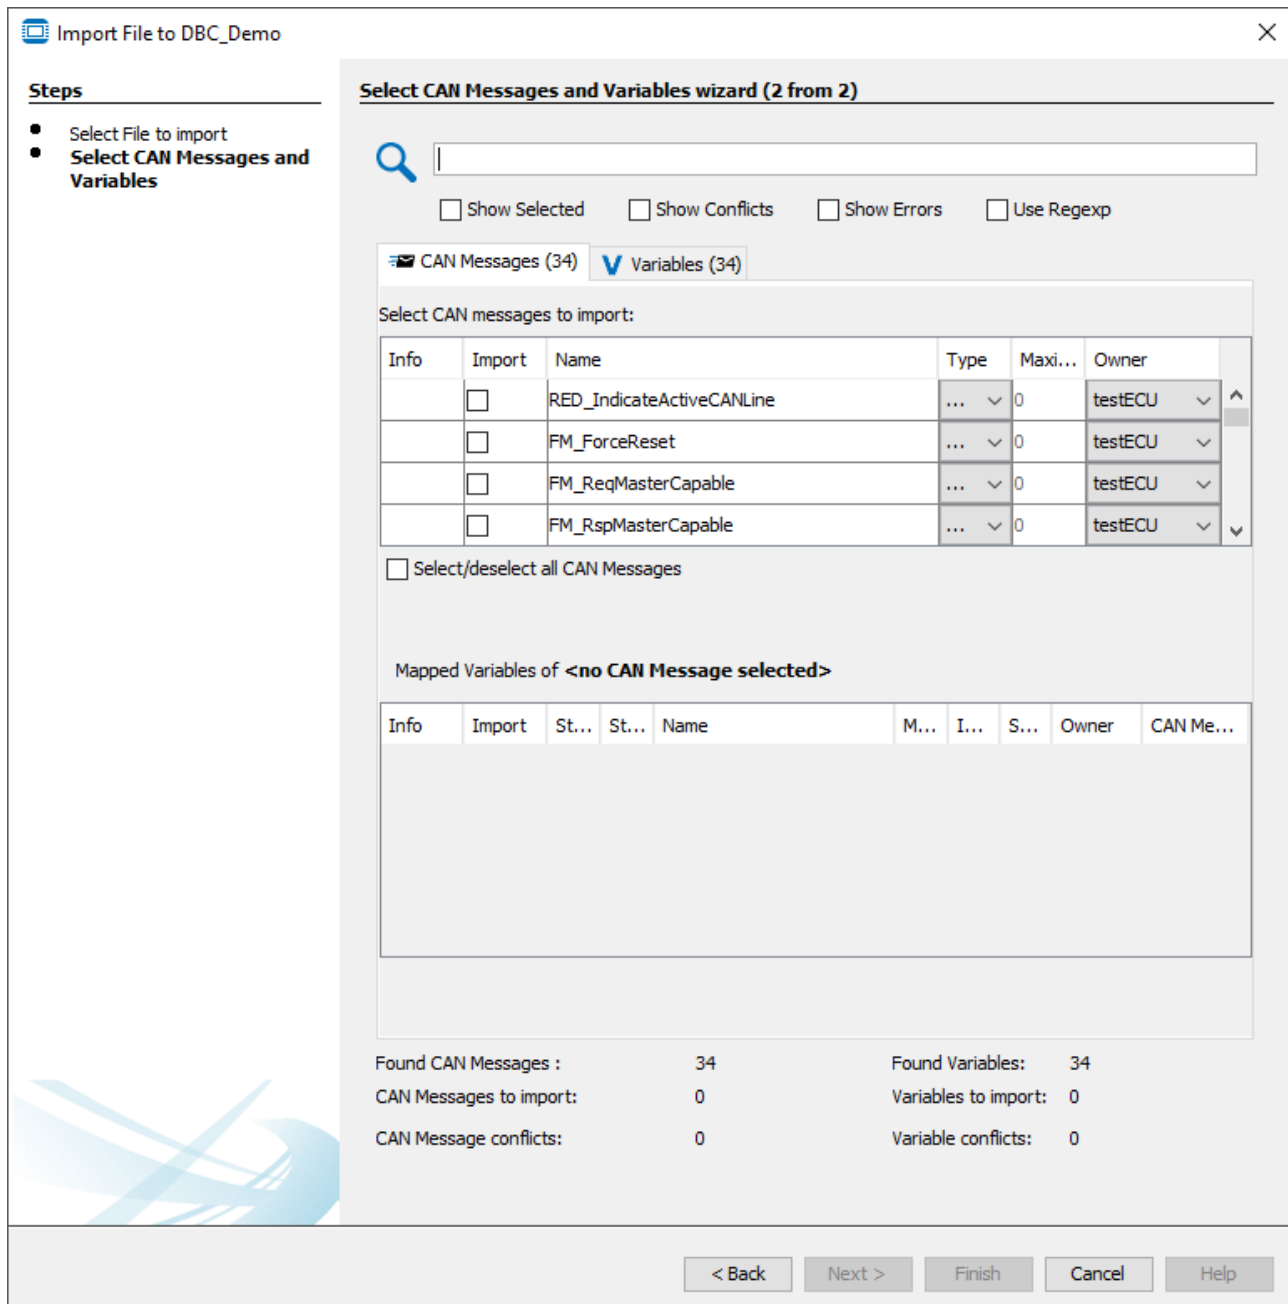 Import File to DBC_Demo
Steps
Select File to import
Select CAN Messages and
Variables
Select CAN Messages and Variables wizard (2 from 2)
Show Selected Show Conflicts Show Errors Use Regexp
CAN Messages (34) Variables (34)
Select CAN messages to import:
Info Import Name Type Maxi... Owner
RED_IndicateActiveCANLine ... 0 testECU
FM_ForceReset ... 0 testECU
FM_ReqMasterCapable ... 0 testECU
FM_RspMasterCapable ... 0 testECU
Select/deselect all CAN Messages
Mapped Variables of <no CAN Message selected>
Info Import St... St... Name M... I... S... Owner CAN Me...
Found CAN Messages : 34 Found Variables: 34
CAN Messages to import: 0 Variables to import: 0
CAN Message conflicts: 0 Variable conflicts: 0
< Back Next > Finish Cancel Help